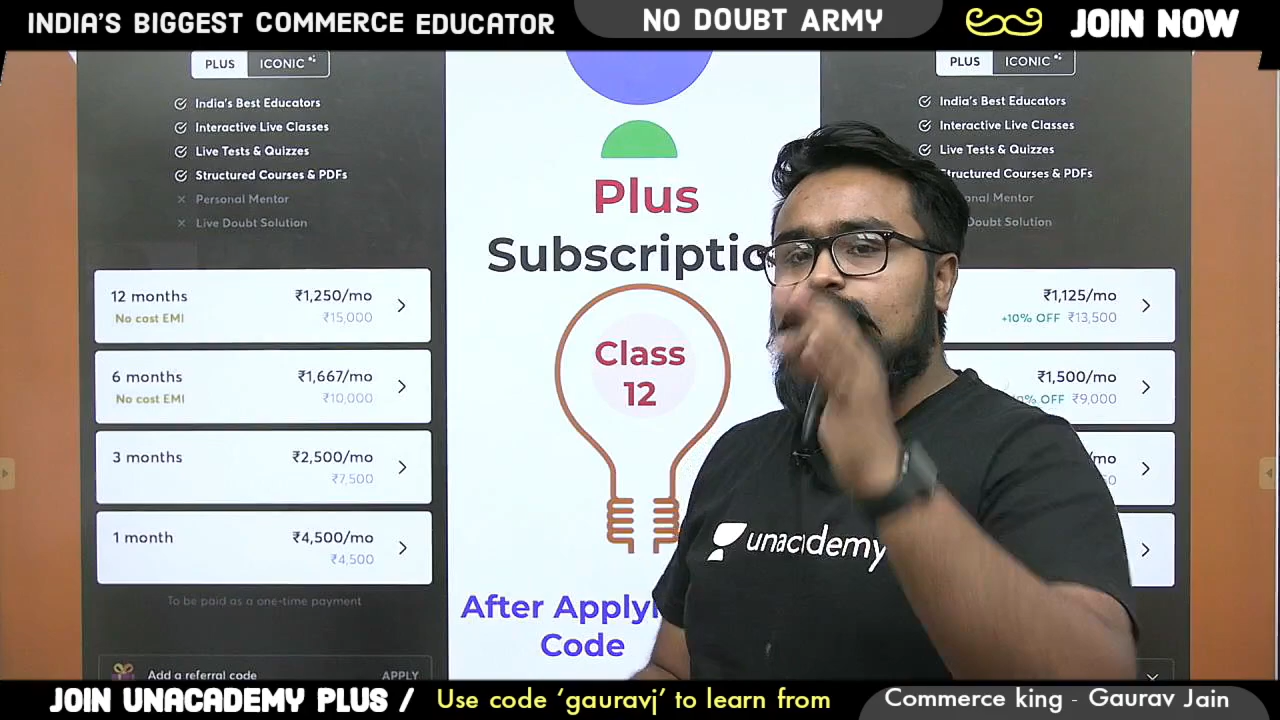 INDIA'S BIGGEST COMMERCE EDUCATOR
NO DOUBT ARMY
JOIN NOW
PLUS ICONIC
India's Best Educators
Interactive Live Classes
Live Tests & Quizzes
Structured Courses & PDFs
Personal Mentor
Live Doubt Solution
12 months ₹1,250/mo
No cost EMI ₹15,000
6 months ₹1,667/mo
No cost EMI ₹10,000
3 months ₹2,500/mo
₹7,500
1 month ₹4,500/mo
₹4,500
To be paid as a one-time payment
Add a referral code APPLY
Plus
Subscriptio
Class
12
After Apply
Code
PLUS ICONIC
India's Best Educators
Interactive Live Classes
Live Tests & Quizzes
Structured Courses & PDFs
onal Mentor
Doubt Solution
₹1,125/mo
+10% OFF ₹13,500
₹1,500/mo
10% OFF ₹9,000
/mo
unacademy
JOIN UNACADEMY PLUS /
Use code 'gauravj' to learn from
Commerce king - Gaurav Jain